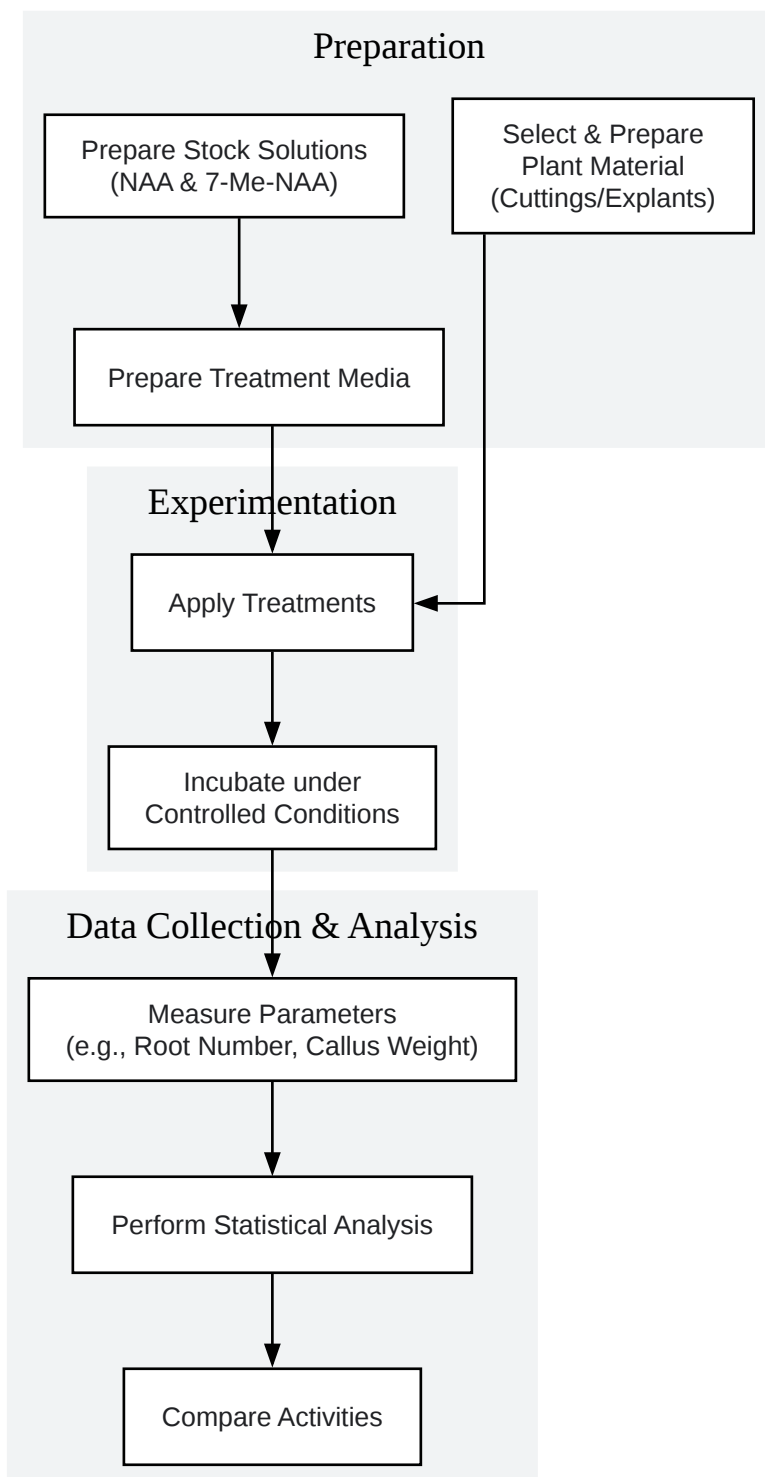 Preparation
Prepare Stock Solutions
(NAA & 7-Me-NAA)
Select & Prepare
Plant Material
(Cuttings/Explants)
Prepare Treatment Media
Experimentation
Apply Treatments
Incubate under
Controlled Conditions
Data Collection & Analysis
Measure Parameters
(e.g., Root Number, Callus Weight)
Perform Statistical Analysis
Compare Activities